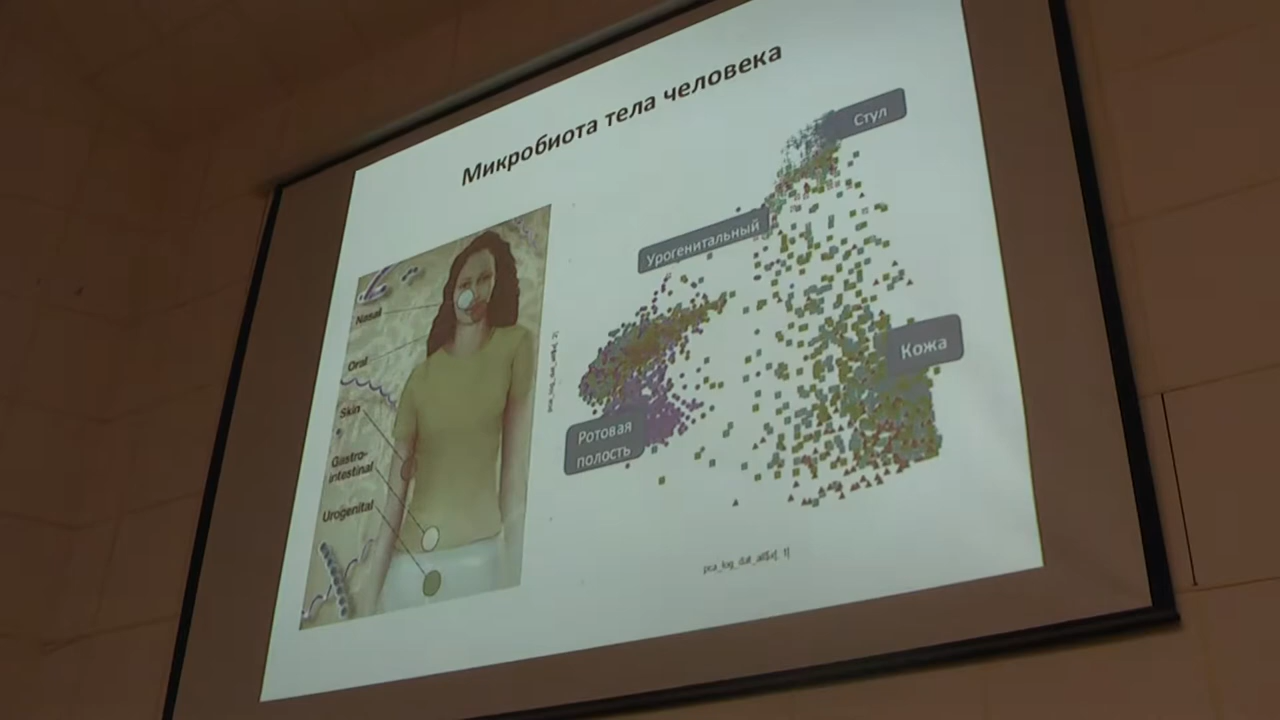 Микробиота тела человека
Стул
Урогенитальный
Nasal
Кожа
Oral
Skin
Ротовая
полость
Gastro-
intestinal
Urogenital